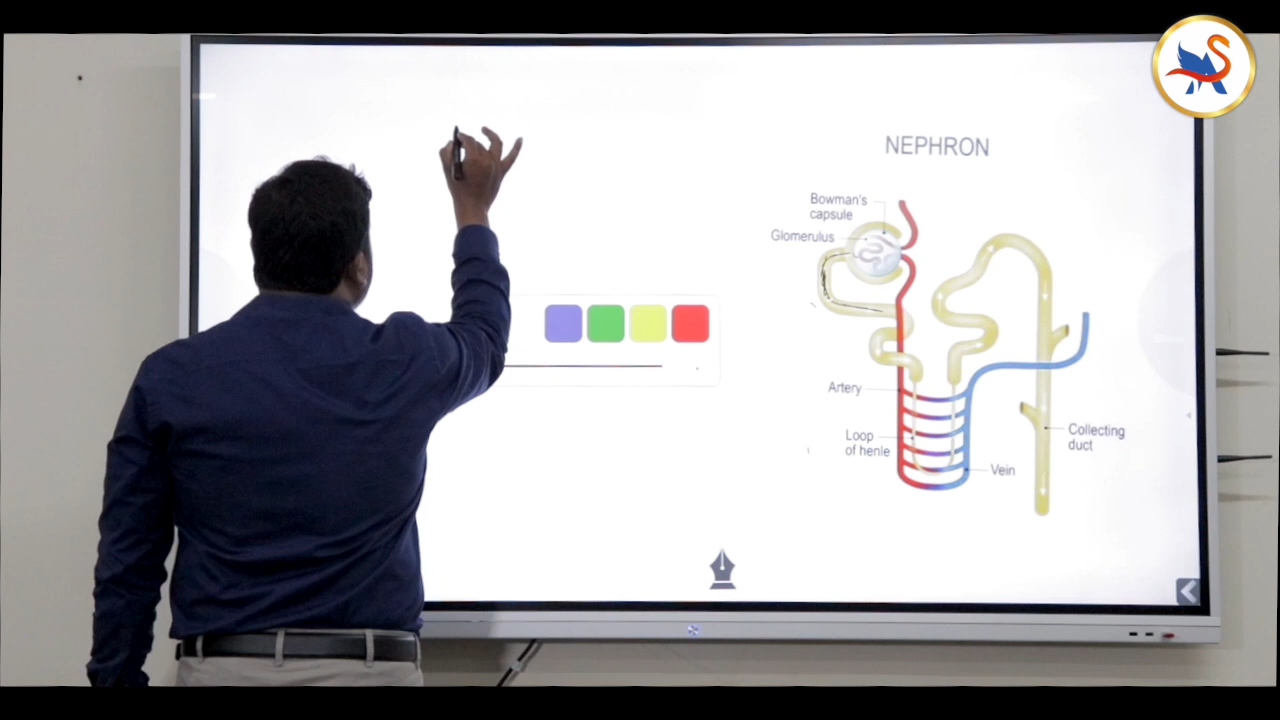 NEPHRON
Bowman's
capsule
Glomerulus
Artery
Loop
of henle
Vein
Collecting
duct